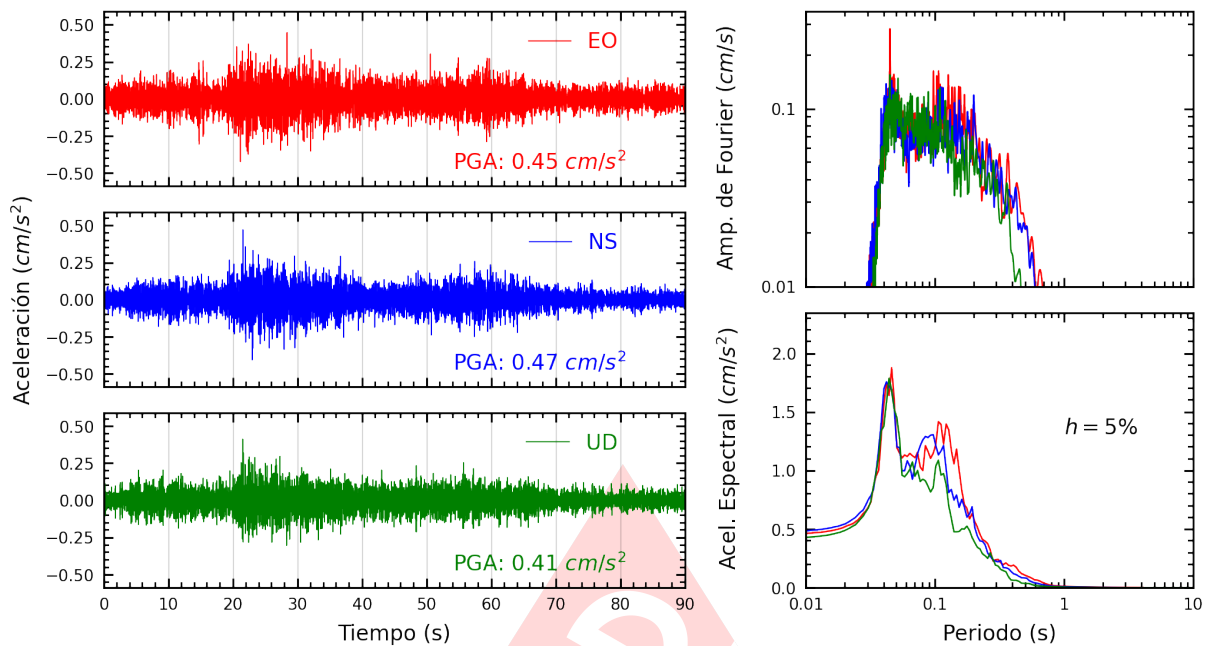 Aceleración (cm/s²)
0.50
0.25
0.00
−0.25
−0.50
EO
PGA: 0.45 cm/s²
0.50
0.25
0.00
−0.25
−0.50
NS
PGA: 0.47 cm/s²
0.50
0.25
0.00
−0.25
−0.50
UD
PGA: 0.41 cm/s²
0 10 20 30 40 50 60 70 80 90
Tiempo (s)
Amp. de Fourier (cm/s)
0.1
0.01
Acel. Espectral (cm/s²)
2.0
1.5
1.0
0.5
0.0
h = 5%
0.01 0.1 1 10
Periodo (s)